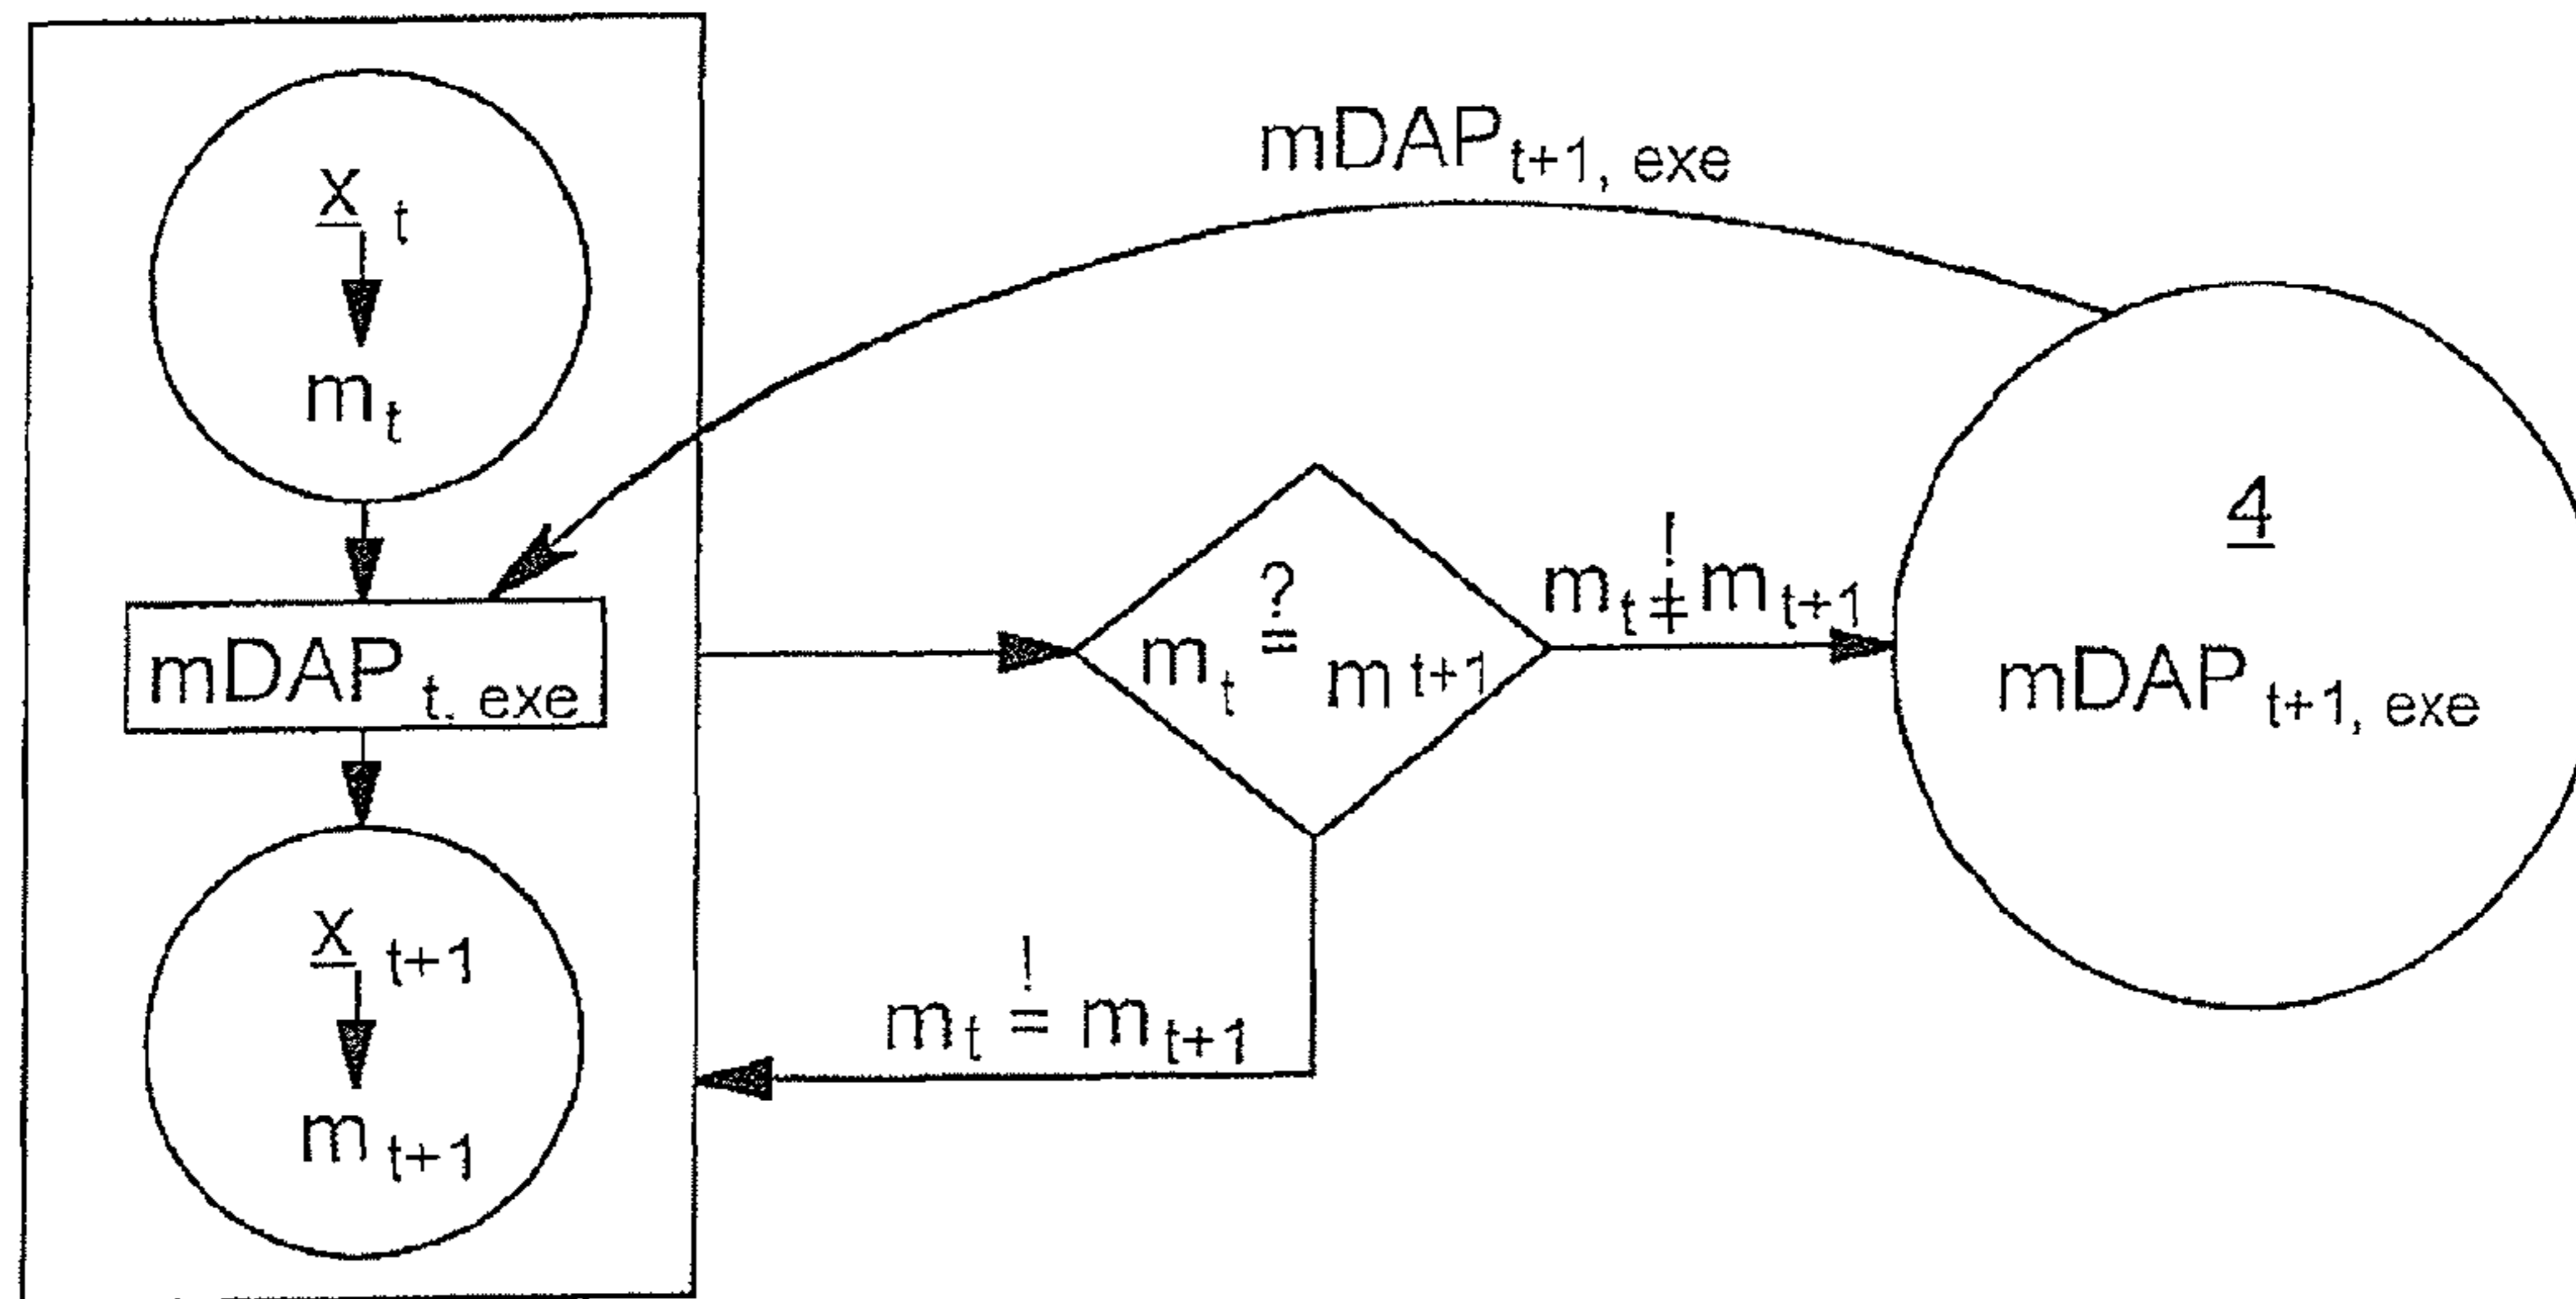 x t
m t
mDAP t, exe
x t+1
m t+1
mDAP t+1, exe
?
m t = m t+1
!
m t ≠ m t+1
!
m t = m t+1
4
mDAP t+1, exe